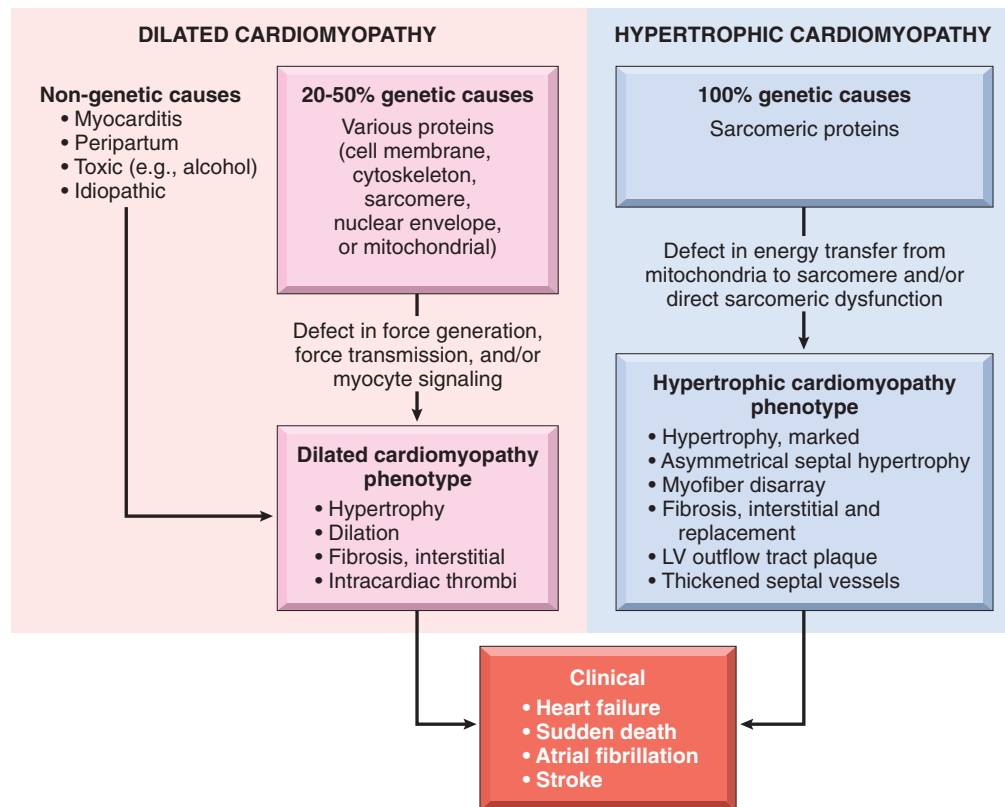 DILATED CARDIOMYOPATHY
Non-genetic causes
• Myocarditis
• Peripartum
• Toxic (e.g., alcohol)
• Idiopathic
20-50% genetic causes
Various proteins
(cell membrane,
cytoskeleton,
sarcomere,
nuclear envelope,
or mitochondrial)
Defect in force generation,
force transmission, and/or
myocyte signaling
Dilated cardiomyopathy
phenotype
• Hypertrophy
• Dilation
• Fibrosis, interstitial
• Intracardiac thrombi
HYPERTROPHIC CARDIOMYOPATHY
100% genetic causes
Sarcomeric proteins
Defect in energy transfer from
mitochondria to sarcomere and/or
direct sarcomeric dysfunction
Hypertrophic cardiomyopathy
phenotype
• Hypertrophy, marked
• Asymmetrical septal hypertrophy
• Myofiber disarray
• Fibrosis, interstitial and
replacement
• LV outflow tract plaque
• Thickened septal vessels
Clinical
• Heart failure
• Sudden death
• Atrial fibrillation
• Stroke